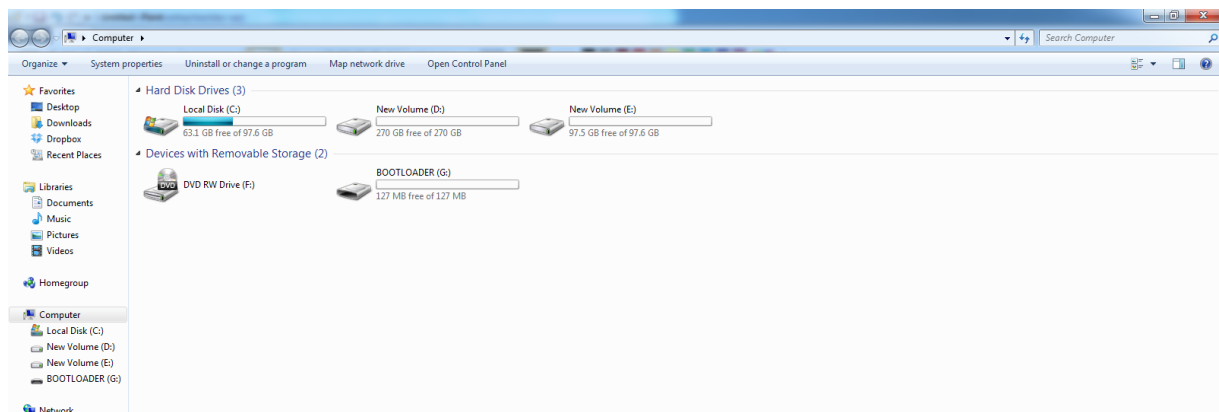 Computer
Search Computer
Organize
System properties
Uninstall or change a program
Map network drive
Open Control Panel
Favorites
Desktop
Downloads
Dropbox
Recent Places
Libraries
Documents
Music
Pictures
Videos
Homegroup
Computer
Local Disk (C:)
New Volume (D:)
New Volume (E:)
BOOTLOADER (G:)
Network
Hard Disk Drives (3)
Local Disk (C:)
63.1 GB free of 97.6 GB
New Volume (D:)
270 GB free of 270 GB
New Volume (E:)
97.5 GB free of 97.6 GB
Devices with Removable Storage (2)
DVD
DVD RW Drive (F:)
BOOTLOADER (G:)
127 MB free of 127 MB